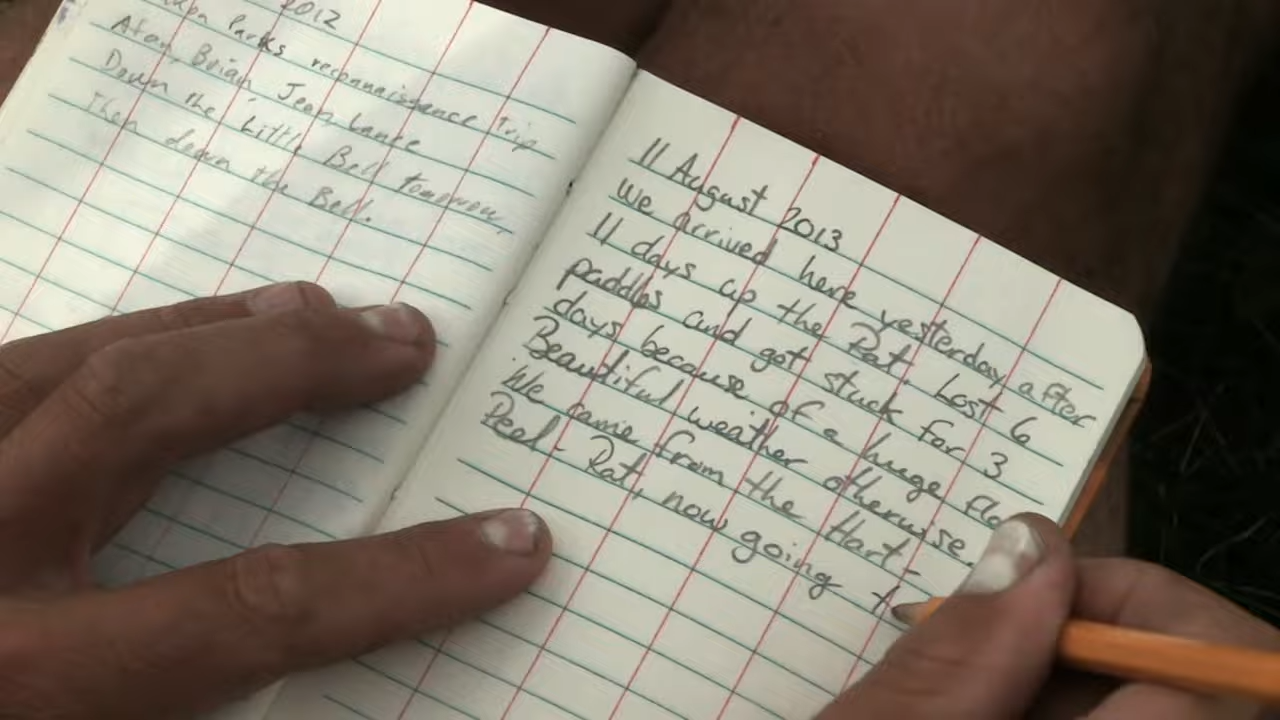 2012
Parks reconnaissance Trip
Brian, Jean Lance
Down the Little Bell tomorrow,
then down the Bell.
11 August 2013
We arrived here yesterday after
11 days up the Rat. Lost 6
paddles and got stuck for 3
days because of a huge flo
Beautiful weather otherwise.
We came from the Hart-
Peel-Rat, now going t